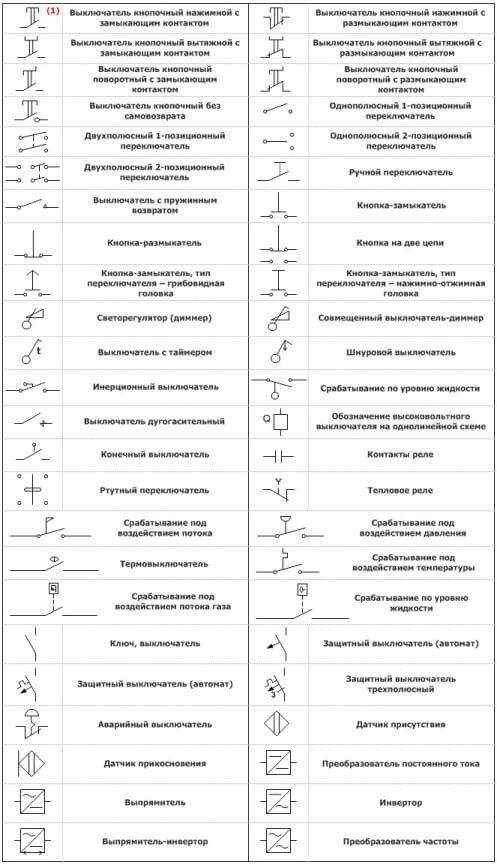 (1) Выключатель кнопочный нажимной с
замыкающим контактом
Выключатель кнопочный нажимной с
размыкающим контактом
Выключатель кнопочный вытяжной с
замыкающим контактом
Выключатель кнопочный вытяжной с
размыкающим контактом
Выключатель кнопочный
поворотный с замыкающим
контактом
Выключатель кнопочный
поворотный с размыкающим
контактом
Выключатель кнопочный без
самовозврата
Однополюсный 1-позиционный
переключатель
Двухполюсный 1-позиционный
переключатель
Однополюсный 2-позиционный
переключатель
Двухполюсный 2-позиционный
переключатель
Ручной переключатель
Выключатель с пружинным
возвратом
Кнопка-замыкатель
Кнопка-размыкатель
Кнопка на две цепи
Кнопка-замыкатель, тип
переключателя – грибовидная
головка
Кнопка-замыкатель, тип
переключателя – нажимно-отжимная
головка
Светорегулятор (диммер)
Совмещенный выключатель-диммер
t
Выключатель с таймером
Шнуровой выключатель
Инерционный выключатель
Срабатывание по уровню жидкости
Выключатель дугогасительный
Q
Обозначение высоковольтного
выключателя на однолинейной схеме
Конечный выключатель
Контакты реле
Ртутный переключатель
Тепловое реле
Срабатывание под
воздействием потока
Срабатывание под
воздействием давления
Термовыключатель
Срабатывание под
воздействием температуры
Срабатывание под
воздействием потока газа
Срабатывание по уровню
жидкости
Ключ, выключатель
Защитный выключатель (автомат)
Защитный выключатель (автомат)
3
Защитный выключатель
трехполюсный
Аварийный выключатель
Датчик присутствия
Датчик прикосновения
Преобразователь постоянного тока
Выпрямитель
Инвертор
Выпрямитель-инвертор
Преобразователь частоты